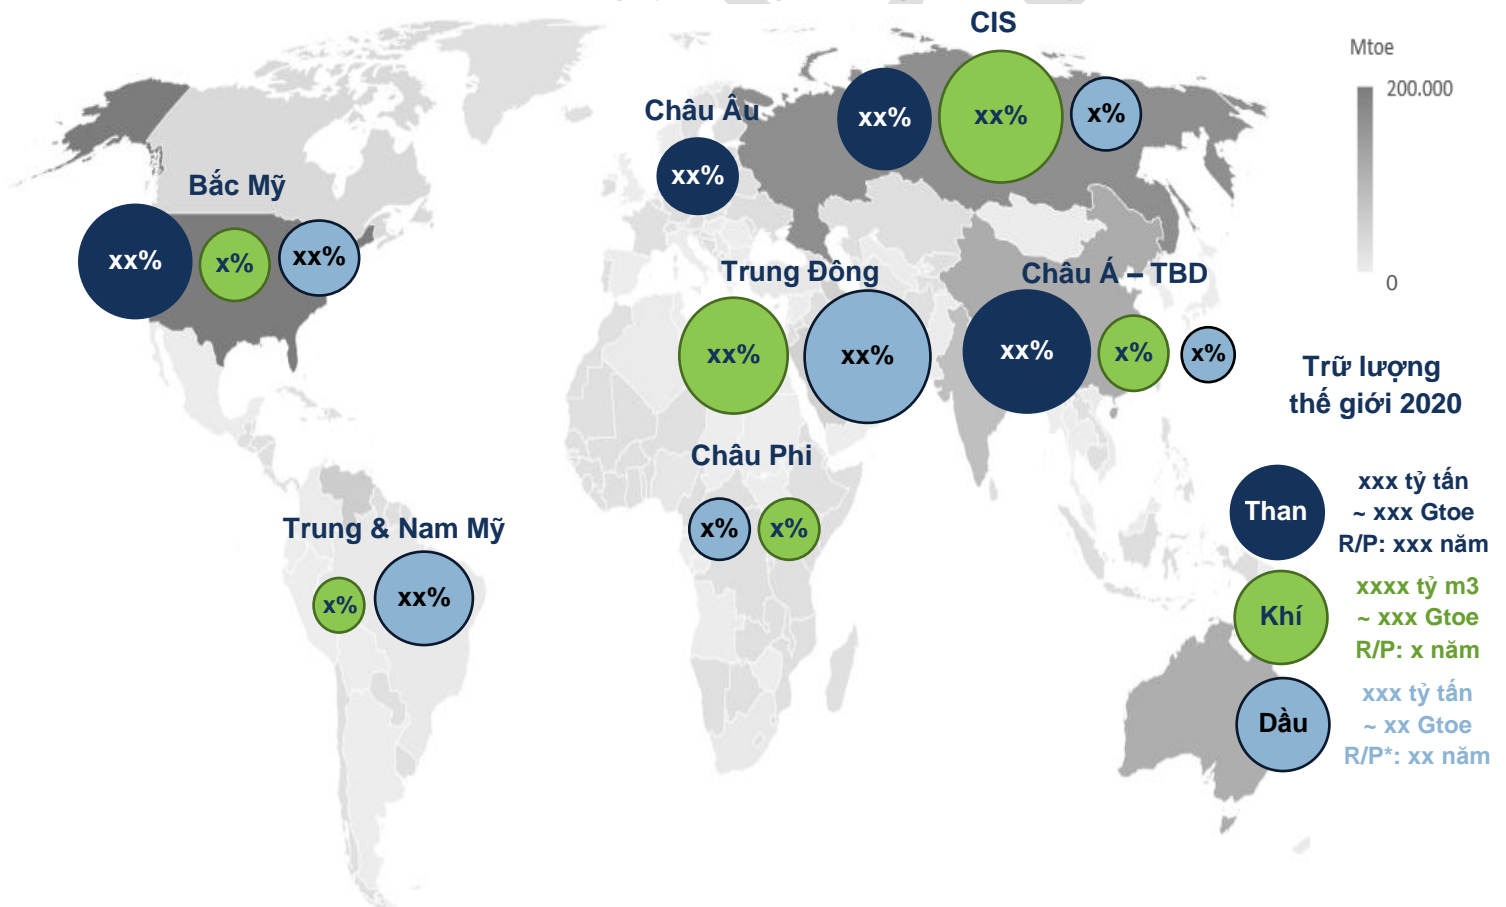 CIS
Mtoe
200.000
0
Châu Âu
xx%
xx%
xx%
x%
Bắc Mỹ
xx%
x%
xx%
Trung Đông
xx%
xx%
Châu Á – TBD
xx%
x%
x%
Châu Phi
x%
x%
Trung & Nam Mỹ
x%
xx%
Trữ lượng
thế giới 2020
Than
xxx tỷ tấn
~ xxx Gtoe
R/P: xxx năm
Khí
xxxx tỷ m3
~ xxx Gtoe
R/P: x năm
Dầu
xxx tỷ tấn
~ xx Gtoe
R/P*: xx năm